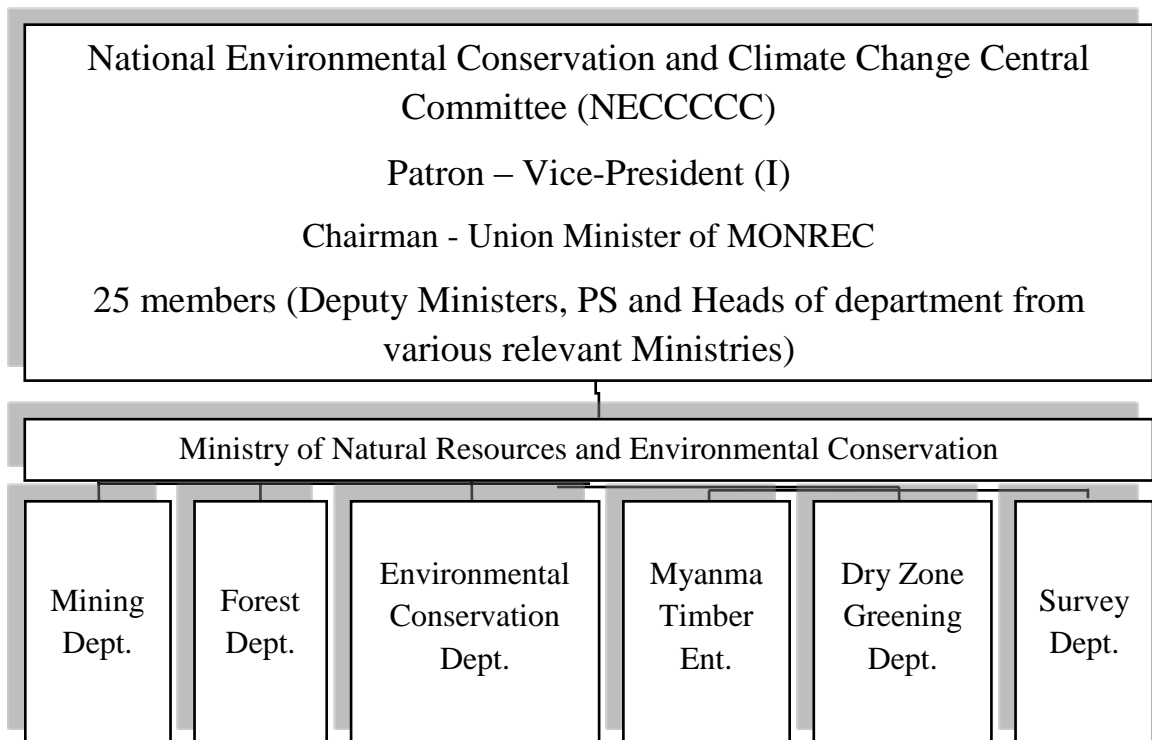 National Environmental Conservation and Climate Change Central
Committee (NECCCCC)
Patron – Vice-President (I)
Chairman - Union Minister of MONREC
25 members (Deputy Ministers, PS and Heads of department from
various relevant Ministries)
Ministry of Natural Resources and Environmental Conservation
Mining
Dept.
Forest
Dept.
Environmental
Conservation
Dept.
Myanma
Timber
Ent.
Dry Zone
Greening
Dept.
Survey
Dept.